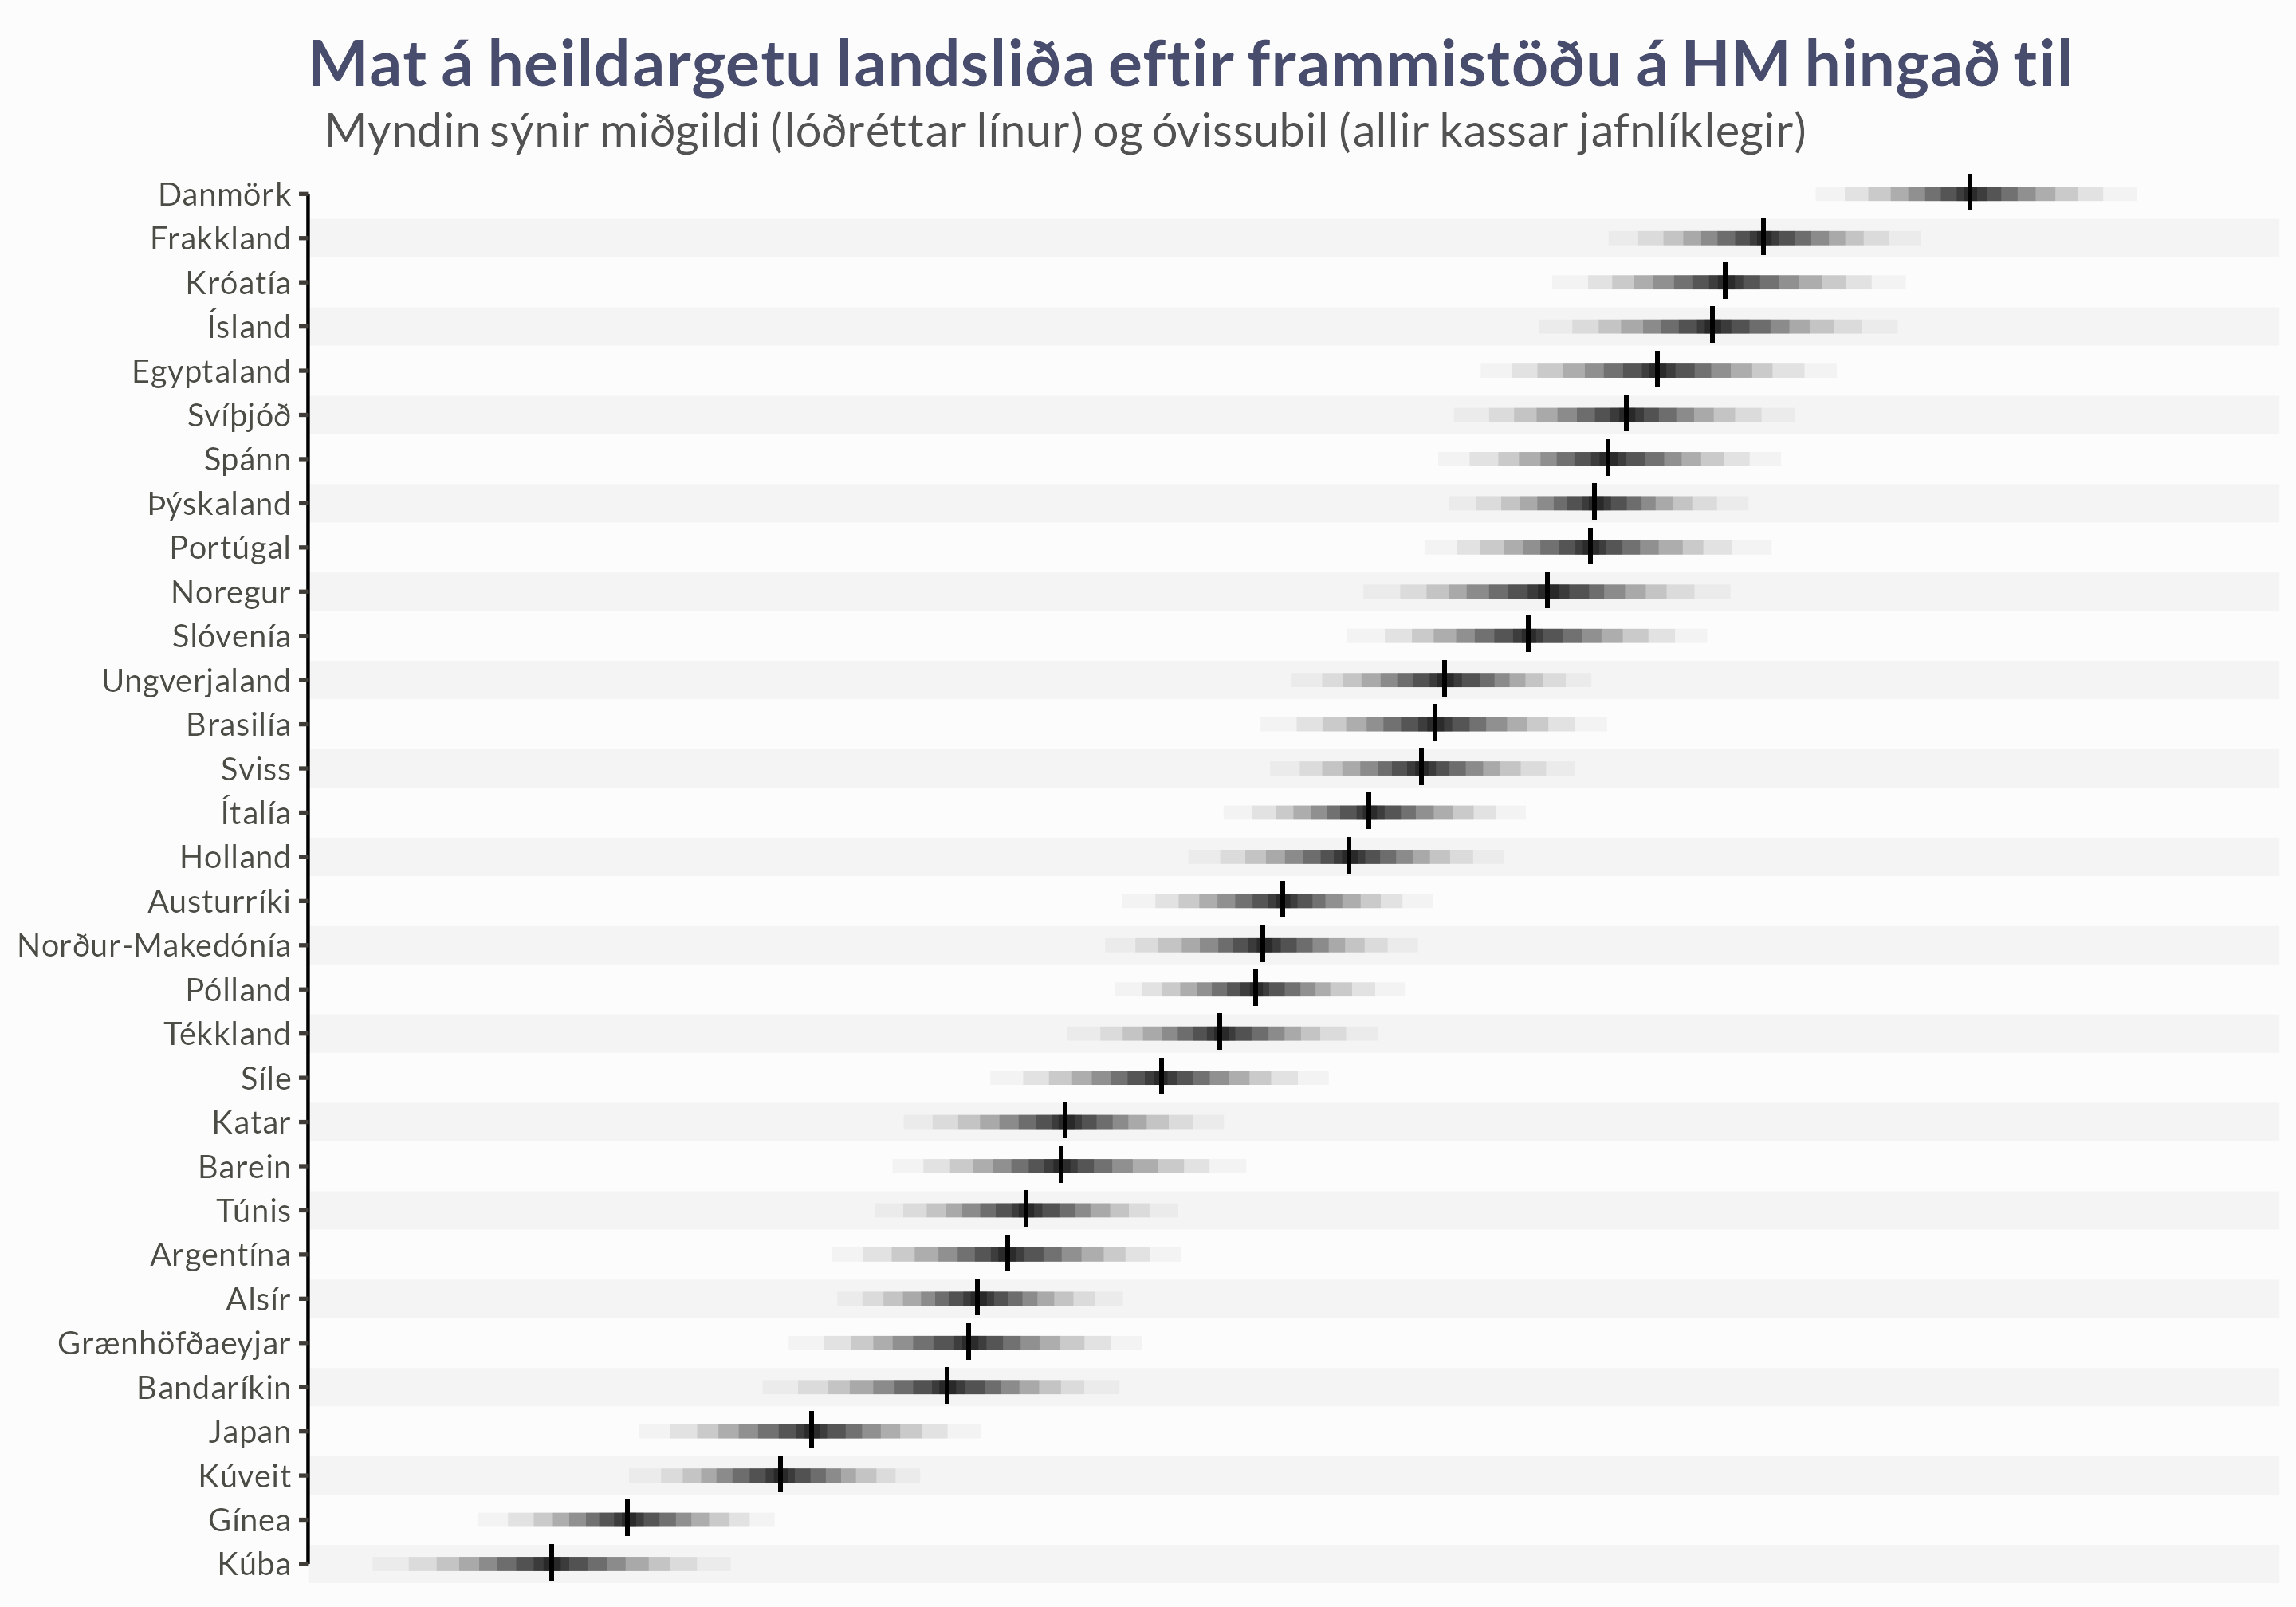 Mat á heildargetu landsliða eftir frammistöðu á HM hingað til
Myndin sýnir miðgildi (lóðréttar línur) og óvissubil (allir kassar jafnlíklegir)
Danmörk
Frakkland
Króatía
Ísland
Egyptaland
Svíþjóð
Spánn
Þýskaland
Portúgal
Noregur
Slóvenía
Ungverjaland
Brasilía
Sviss
Ítalía
Holland
Austurríki
Norður-Makedónía
Pólland
Tékkland
Síle
Katar
Barein
Túnis
Argentína
Alsír
Grænhöfðaeyjar
Bandaríkin
Japan
Kúveit
Gínea
Kúba